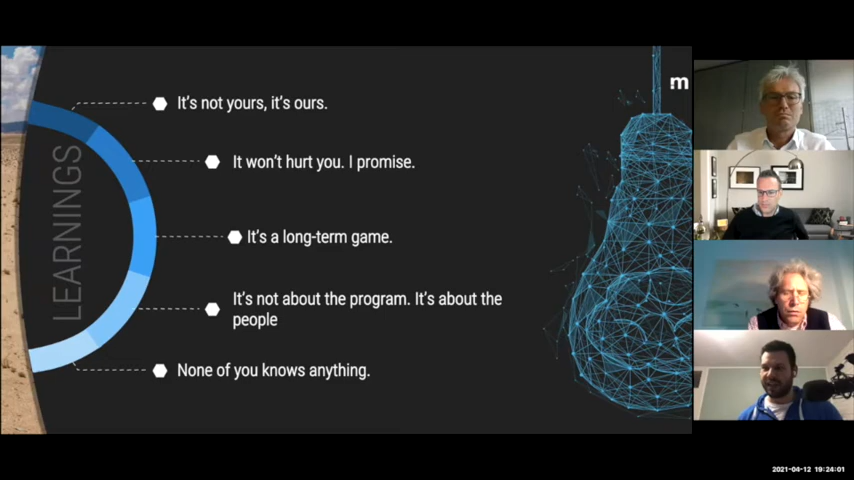 m
LEARNINGS
It's not yours, it's ours.
It won't hurt you. I promise.
It's a long-term game.
It's not about the program. It's about the
people
None of you knows anything.
2021-04-12 19:24:01